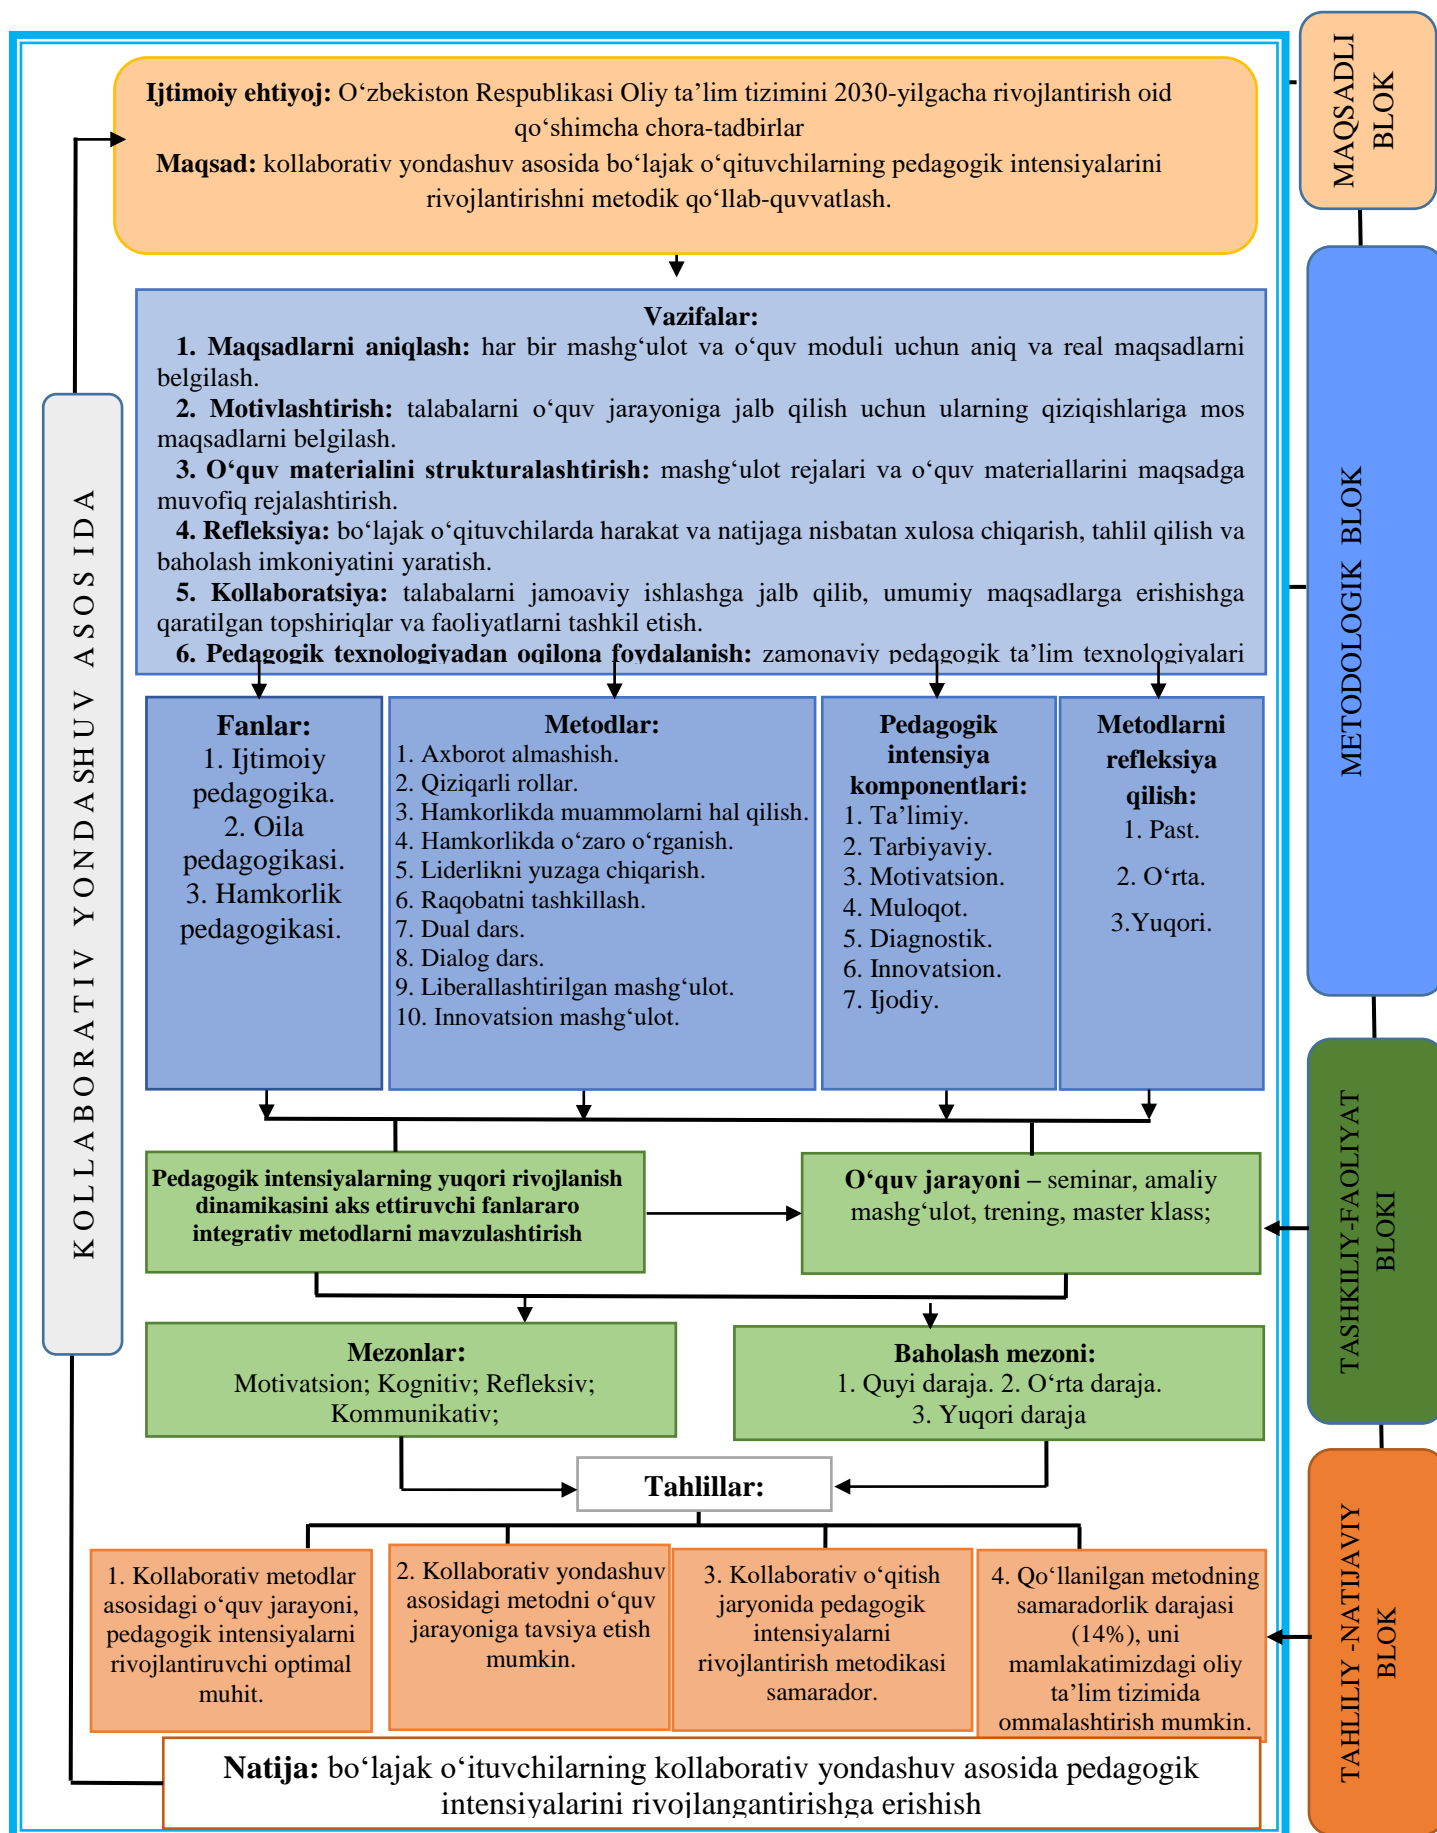 MAQSADLI
BLOK
Ijtimoiy ehtiyoj: O‘zbekiston Respublikasi Oliy ta’lim tizimini 2030-yilgacha rivojlantirish oid
qo‘shimcha chora-tadbirlar
Maqsad: kollaborativ yondashuv asosida bo‘lajak o‘qituvchilarning pedagogik intensiyalarini
rivojlantirishni metodik qo‘llab-quvvatlash.
KOLLABORATIV YONDASHUV ASOSIDA
METODOLOGIK BLOK
Vazifalar:
1. Maqsadlarni aniqlash: har bir mashg‘ulot va o‘quv moduli uchun aniq va real maqsadlarni
belgilash.
2. Motivlashtirish: talabalarni o‘quv jarayoniga jalb qilish uchun ularning qiziqishlariga mos
maqsadlarni belgilash.
3. O‘quv materialini strukturalashtirish: mashg‘ulot rejalari va o‘quv materiallarini maqsadga
muvofiq rejalashtirish.
4. Refleksiya: bo‘lajak o‘qituvchilarda harakat va natijaga nisbatan xulosa chiqarish, tahlil qilish va
baholash imkoniyatini yaratish.
5. Kollaboratsiya: talabalarni jamoaviy ishlashga jalb qilib, umumiy maqsadlarga erishishga
qaratilgan topshiriqlar va faoliyatlarni tashkil etish.
6. Pedagogik texnologiyadan oqilona foydalanish: zamonaviy pedagogik ta’lim texnologiyalari
Fanlar:
1. Ijtimoiy
pedagogika.
2. Oila
pedagogikasi.
3. Hamkorlik
pedagogikasi.
Metodlar:
1. Axborot almashish.
2. Qiziqarli rollar.
3. Hamkorlikda muammolarni hal qilish.
4. Hamkorlikda o‘zaro o‘rganish.
5. Liderlikni yuzaga chiqarish.
6. Raqobatni tashkillash.
7. Dual dars.
8. Dialog dars.
9. Liberallashtirilgan mashg‘ulot.
10. Innovatsion mashg‘ulot.
Pedagogik
intensiya
komponentlari:
1. Ta’limiy.
2. Tarbiyaviy.
3. Motivatsion.
4. Muloqot.
5. Diagnostik.
6. Innovatsion.
7. Ijodiy.
Metodlarni
refleksiya
qilish:
1. Past.
2. O‘rta.
3.Yuqori.
TASHKILIY-FAOLIYAT
BLOKI
Pedagogik intensiyalarning yuqori rivojlanish
dinamikasini aks ettiruvchi fanlararo
integrativ metodlarni mavzulashtirish
O‘quv jarayoni – seminar, amaliy
mashg‘ulot, trening, master klass;
Mezonlar:
Motivatsion; Kognitiv; Refleksiv;
Kommunikativ;
Baholash mezoni:
1. Quyi daraja. 2. O‘rta daraja.
3. Yuqori daraja
Tahlillar:
TAHLILIY -NATIJAVIY
BLOK
1. Kollaborativ metodlar
asosidagi o‘quv jarayoni,
pedagogik intensiyalarni
rivojlantiruvchi optimal
muhit.
2. Kollaborativ yondashuv
asosidagi metodni o‘quv
jarayoniga tavsiya etish
mumkin.
3. Kollaborativ o‘qitish
jaryonida pedagogik
intensiyalarni
rivojlantirish metodikasi
samarador.
4. Qo‘llanilgan metodning
samaradorlik darajasi
(14%), uni
mamlakatimizdagi oliy
ta’lim tizimida
ommalashtirish mumkin.
Natija: bo‘lajak o‘ituvchilarning kollaborativ yondashuv asosida pedagogik
intensiyalarini rivojlangantirishga erishish